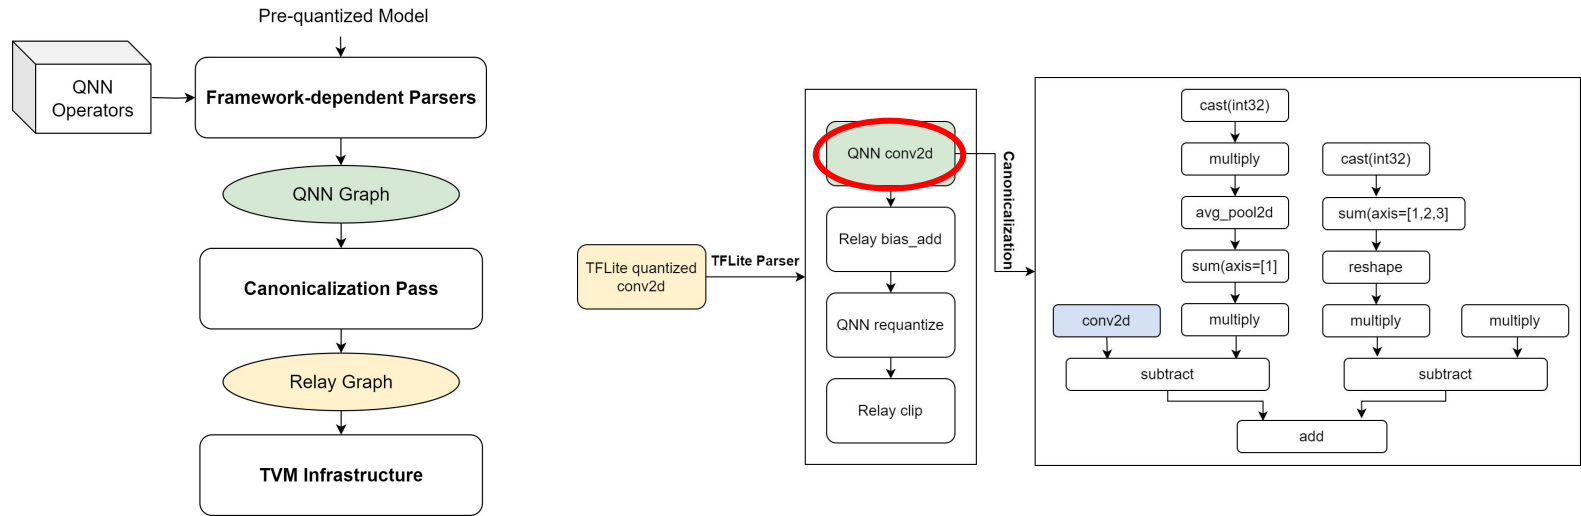 Pre-quantized Model
QNN
Operators
Framework-dependent Parsers
QNN Graph
Canonicalization Pass
Relay Graph
TVM Infrastructure
TFLite quantized
conv2d
TFLite Parser
QNN conv2d
Relay bias_add
QNN requantize
Relay clip
Canonicalization
cast(int32)
multiply
avg_pool2d
sum(axis=[1]
multiply
cast(int32)
sum(axis=[1,2,3]
reshape
multiply
conv2d
multiply
subtract
subtract
add